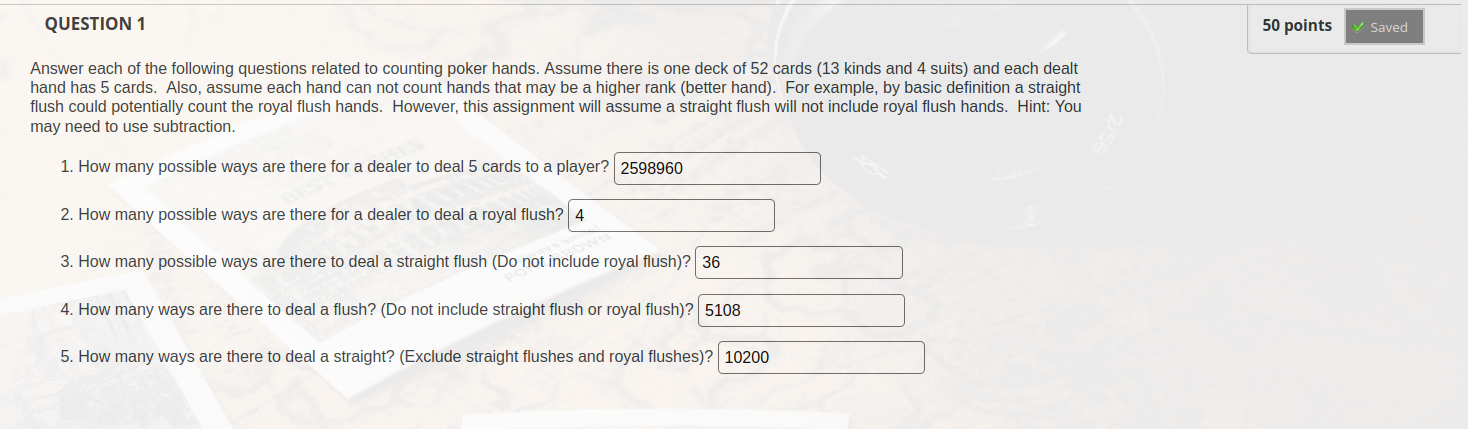 QUESTION 1
50 points
Saved
Answer each of the following questions related to counting poker hands. Assume there is one deck of 52 cards (13 kinds and 4 suits) and each dealt
hand has 5 cards.  Also, assume each hand can not count hands that may be a higher rank (better hand).  For example, by basic definition a straight
flush could potentially count the royal flush hands.  However, this assignment will assume a straight flush will not include royal flush hands.  Hint: You
may need to use subtraction.
1. How many possible ways are there for a dealer to deal 5 cards to a player? 2598960
2. How many possible ways are there for a dealer to deal a royal flush? 4
3. How many possible ways are there to deal a straight flush (Do not include royal flush)? 36
4. How many ways are there to deal a flush? (Do not include straight flush or royal flush)? 5108
5. How many ways are there to deal a straight? (Exclude straight flushes and royal flushes)? 10200